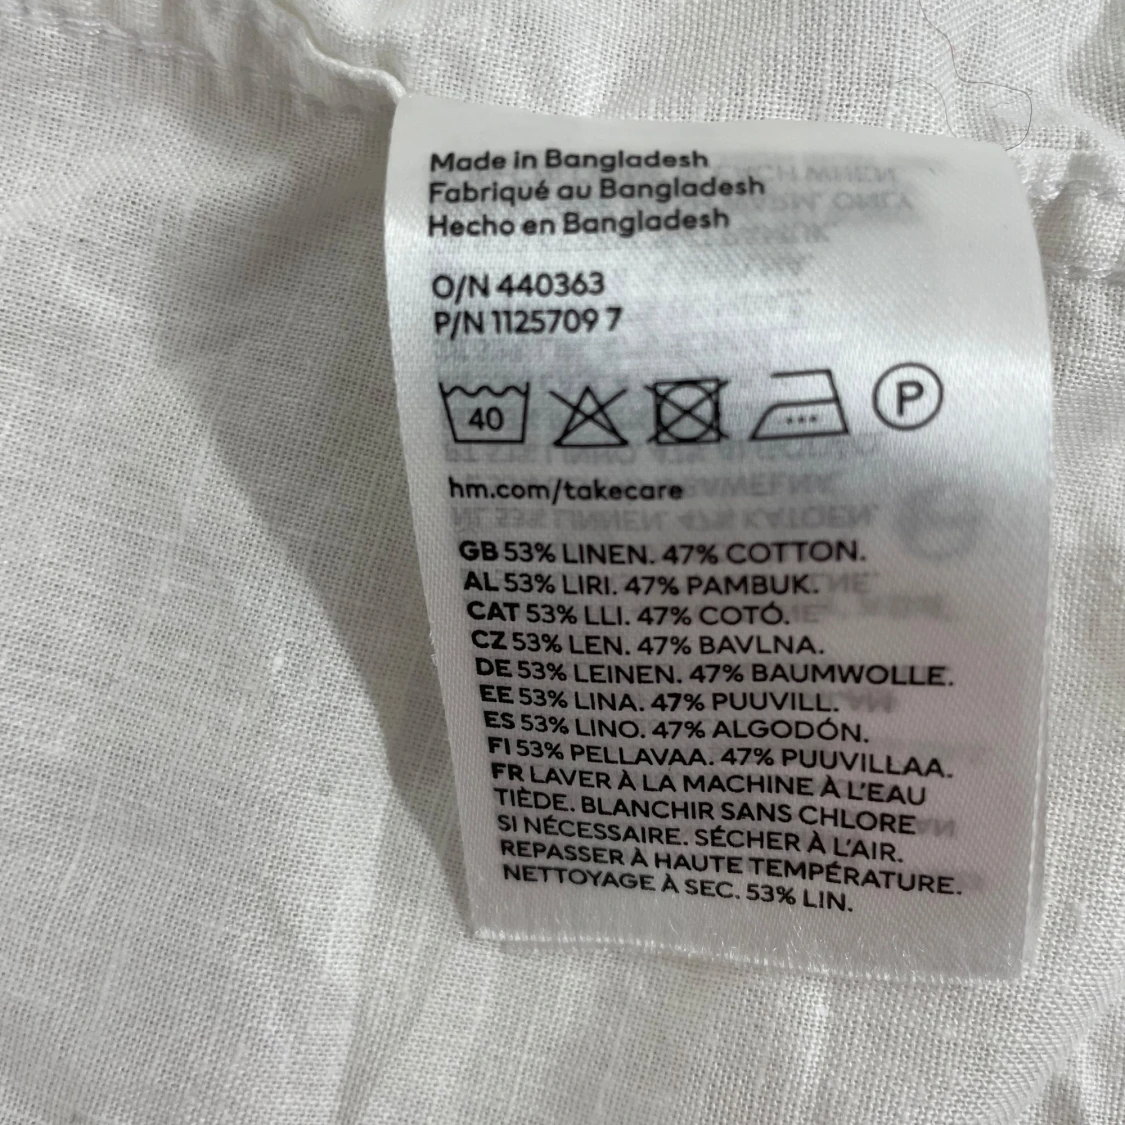 Made in Bangladesh
Fabriqué au Bangladesh
Hecho en Bangladesh
O/N 440363
P/N 1125709 7
40 P
hm.com/takecare
GB 53% LINEN. 47% COTTON.
AL 53% LIRI. 47% PAMBUK.
CAT 53% LLI. 47% COTÓ.
CZ 53% LEN. 47% BAVLNA.
DE 53% LEINEN. 47% BAUMWOLLE.
EE 53% LINA. 47% PUUVILL.
ES 53% LINO. 47% ALGODÓN.
FI 53% PELLAVAA. 47% PUUVILLAA.
FR LAVER À LA MACHINE À L'EAU
TIÈDE. BLANCHIR SANS CHLORE
SI NÉCESSAIRE. SÉCHER À L'AIR.
REPASSER À HAUTE TEMPÉRATURE.
NETTOYAGE À SEC. 53% LIN.